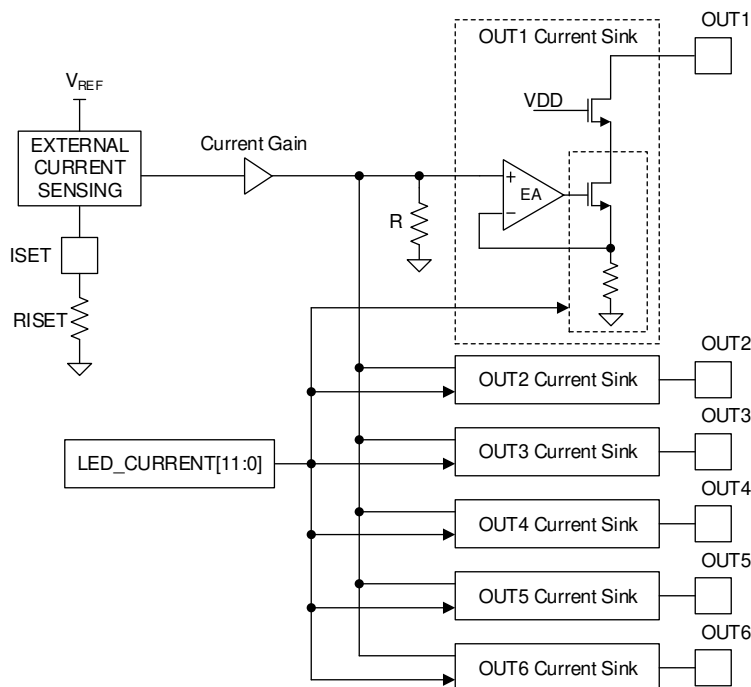 OUT1
OUT1 Current Sink
VREF
VDD
EXTERNAL
CURRENT
SENSING
Current Gain
+
EA
−
R
ISET
RISET
OUT2
OUT2 Current Sink
OUT3
LED_CURRENT[11:0]
OUT3 Current Sink
OUT4
OUT4 Current Sink
OUT5
OUT5 Current Sink
OUT6
OUT6 Current Sink